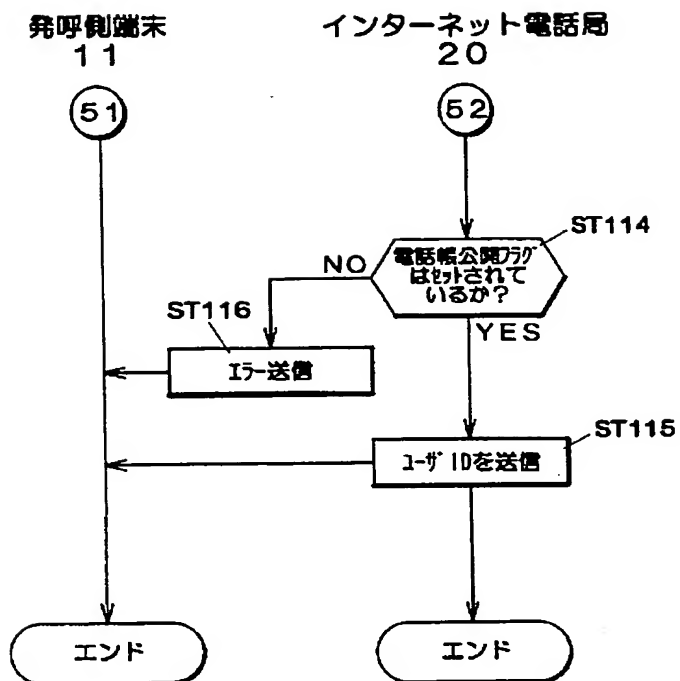 発呼側端末
11
インターネット電話局
20
51
52
ST114
電話帳公開フラグ
はセットされて
いるか?
NO
YES
ST116
エラー送信
ST115
ユーザIDを送信
エンド
エンド